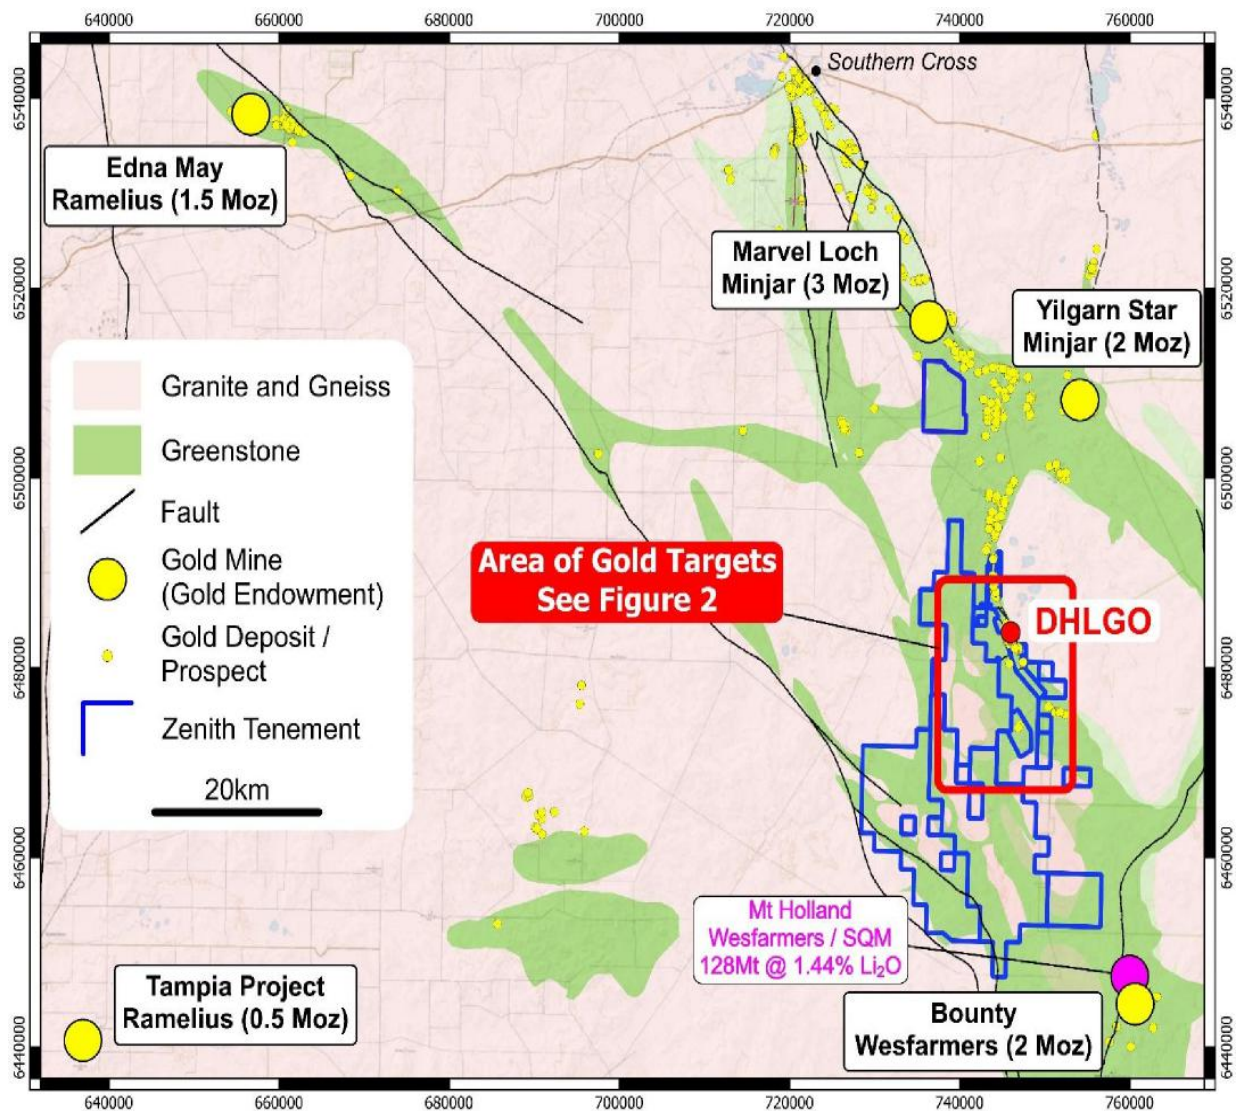 640000 660000 680000 700000 720000 740000 760000
Southern Cross
6540000
6540000
Edna May
Ramelius (1.5 Moz)
Marvel Loch
Minjar (3 Moz)
6520000
6520000
Yilgarn Star
Minjar (2 Moz)
Granite and Gneiss
Greenstone
Fault
Gold Mine
(Gold Endowment)
Gold Deposit /
Prospect
Zenith Tenement
20km
6500000
6500000
Area of Gold Targets
See Figure 2
DHLGO
6480000
6480000
6460000
6460000
Mt Holland
Wesfarmers / SQM
128Mt @ 1.44% Li₂O
Tampia Project
Ramelius (0.5 Moz)
Bounty
Wesfarmers (2 Moz)
6440000
6440000
640000 660000 680000 700000 720000 740000 760000